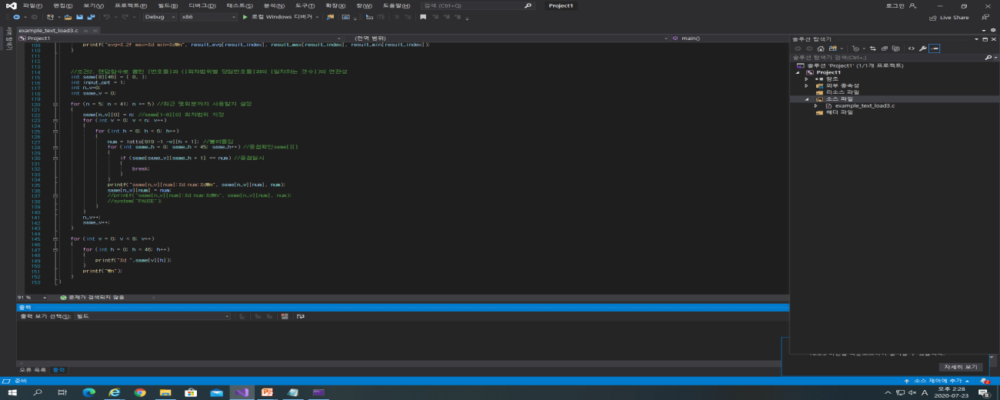 파일(F) 편집(E) 보기(V) 프로젝트(P) 빌드(B) 디버그(D) 테스트(S) 분석(N) 도구(T) 확장(X) 창(W) 도움말(H) 검색 (Ctrl+Q) Project1 로그인
Debug x86 로컬 Windows 디버거 Live Share
example_text_load3.c
Project1 (전역 범위) main()
109 printf("avg=%.2f max=%d min=%d₩n", result_avg[result_index], result_max[result_index], result_min[result_index]);
110 }
111
112
113
114 //조건2. 랜덤함수로 뽑힌 [번호들]과 ([회차범위별 당첨번호들]과의 [일치하는 갯수])의 연관성
115 int same[8][46] = { 0, };
116 int input_opt = 1;
117 int n_v=0;
118 int same_v = 0;
119
120 for (n = 5; n < 41; n += 5) //최근 몇회분까지 사용할지 설정
121 {
122 same[n_v][0] = n; //same[1~8][0] 회차범위 지정
123 for (int v = 0; v < n; v++)
124 {
125 for (int h = 0; h < 6; h++)
126 {
127 num = lotto[919 -1 -v][h + 1]; //불러들임
128 for (int same_h = 0; same_h < 45; same_h++) //중첩확인same[][]
129 {
130 if (same[same_v][same_h + 1] == num) //중첩일시
131 {
132 break;
133 }
134 }
135 printf("same[n_v][num]:%d num:%d₩n", same[n_v][num], num);
136 same[n_v][num] = num;
137 //printf("same[n_v][num]:%d num:%d₩n", same[n_v][num], num);
138 //system("PAUSE");
139 }
140 }
141 n_v++;
142 same_v++;
143 }
144
145 for (int v = 0; v < 8; v++)
146 {
147 for (int h = 0; h < 46; h++)
148 {
149 printf("%d ",same[v][h]);
150 }
151 printf("₩n");
152 }
153 }
91 % 문제가 검색되지 않음
출력
출력 보기 선택(S): 빌드
오류 목록 출력
준비
솔루션 탐색기
솔루션 탐색기 검색(Ctrl+;)
솔루션 'Project1' (1/1개 프로젝트)
Project1
참조
외부 종속성
리소스 파일
소스 파일
example_text_load3.c
헤더 파일
자세히 보기
소스 제어에 추가 2
A 오후 2:28
2020-07-23 8
서버 탐색기